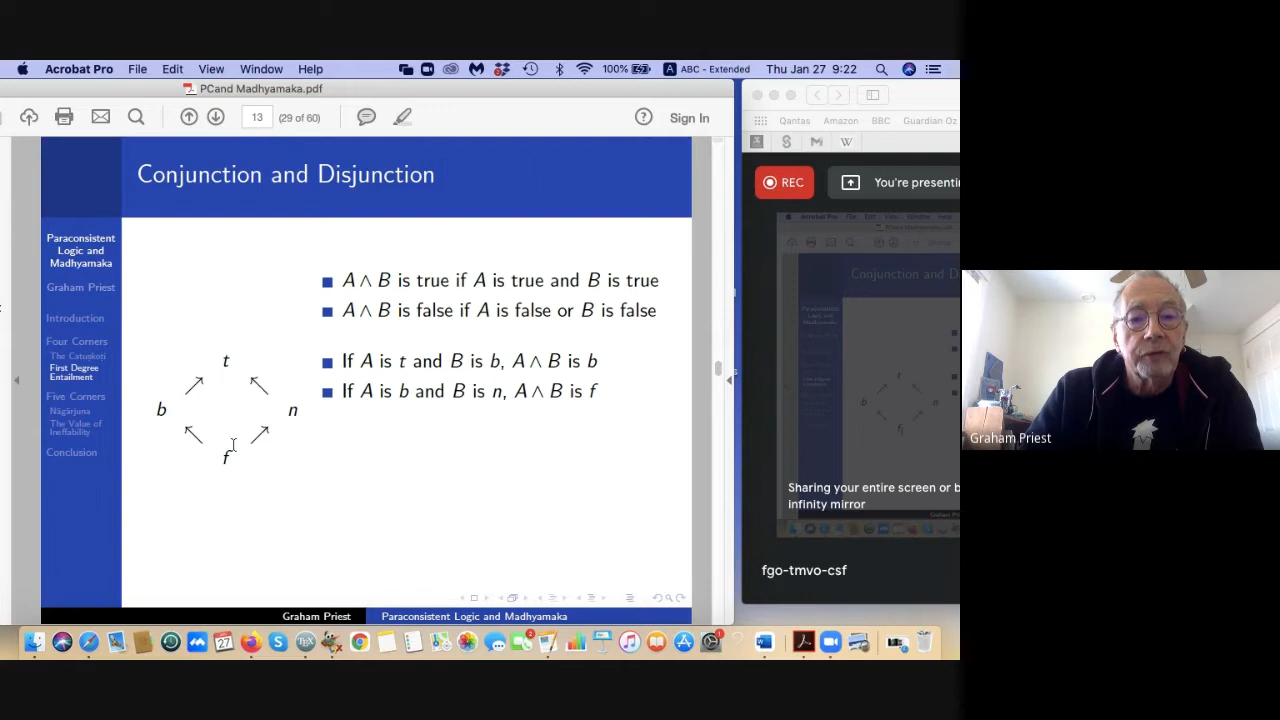 Acrobat Pro File Edit View Window Help 100% ABC - Extended Thu Jan 27 9:22
PCand Madhyamaka.pdf
13 (29 of 60) Sign In
Conjunction and Disjunction
Paraconsistent
Logic and
Madhyamaka
Graham Priest
Introduction
Four Corners
The Catuṣkoṭi
First Degree
Entailment
Five Corners
Nāgārjuna
The Value of
Ineffability
Conclusion
A ∧ B is true if A is true and B is true
A ∧ B is false if A is false or B is false
If A is t and B is b, A ∧ B is b
If A is b and B is n, A ∧ B is f
t
b n
f
Graham Priest Paraconsistent Logic and Madhyamaka
Qantas Amazon BBC Guardian Oz
W
REC You're presentin
Sharing your entire screen or b
infinity mirror
fgo-tmvo-csf
Graham Priest